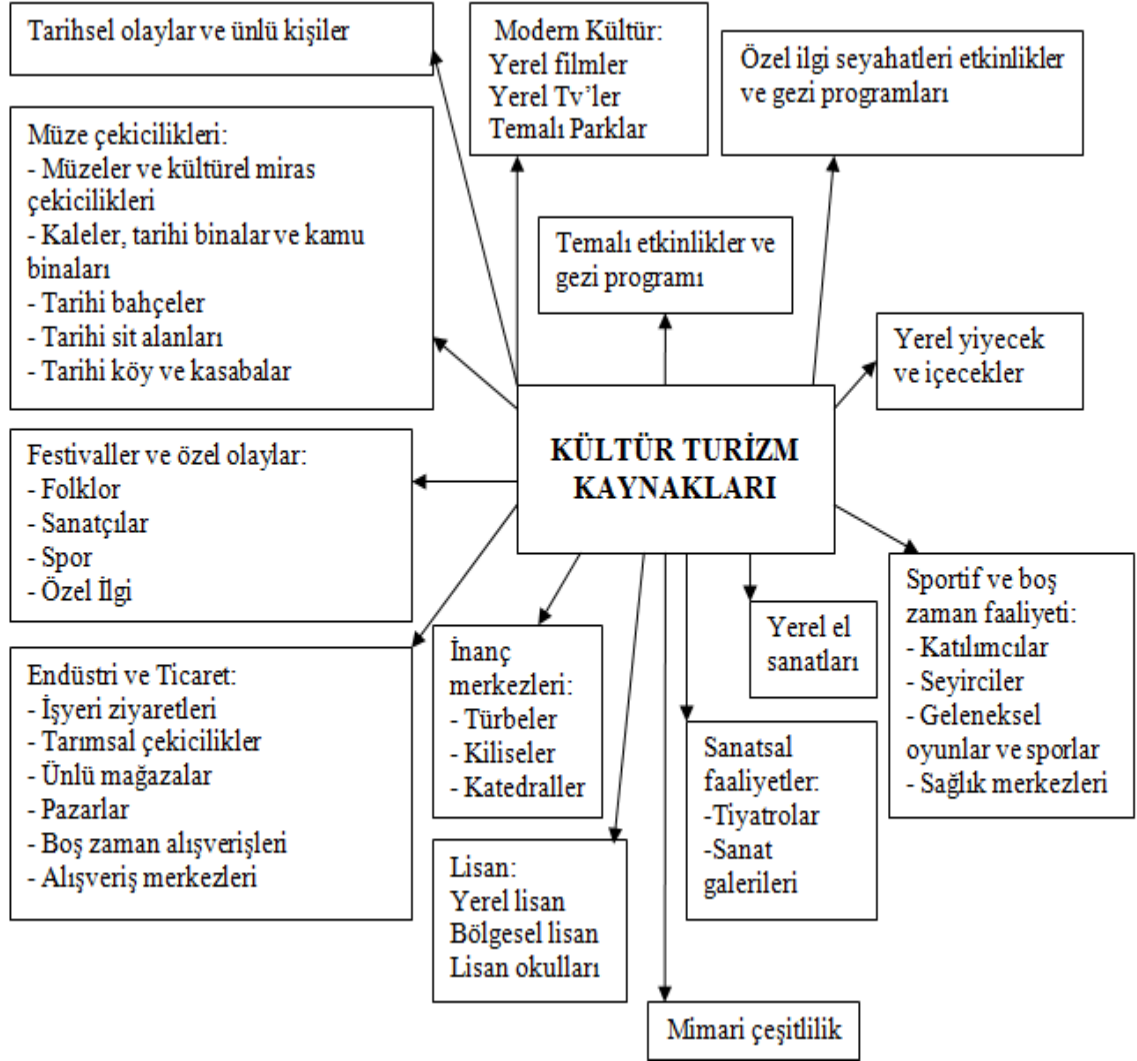 Tarihsel olaylar ve ünlü kişiler
Modern Kültür:
Yerel filmler
Yerel Tv’ler
Temalı Parklar
Özel ilgi seyahatleri etkinlikler
ve gezi programları
Müze çekicilikleri:
- Müzeler ve kültürel miras
çekicilikleri
- Kaleler, tarihi binalar ve kamu
binaları
- Tarihi bahçeler
- Tarihi sit alanları
- Tarihi köy ve kasabalar
Temalı etkinlikler ve
gezi programı
Yerel yiyecek
ve içecekler
KÜLTÜR TURİZM
KAYNAKLARI
Festivaller ve özel olaylar:
- Folklor
- Sanatçılar
- Spor
- Özel İlgi
Endüstri ve Ticaret:
- İşyeri ziyaretleri
- Tarımsal çekicilikler
- Ünlü mağazalar
- Pazarlar
- Boş zaman alışverişleri
- Alışveriş merkezleri
İnanç
merkezleri:
- Türbeler
- Kiliseler
- Katedraller
Lisan:
Yerel lisan
Bölgesel lisan
Lisan okulları
Yerel el
sanatları
Sanatsal
faaliyetler:
-Tiyatrolar
-Sanat
galerileri
Sportif ve boş
zaman faaliyeti:
- Katılımcılar
- Seyirciler
- Geleneksel
oyunlar ve sporlar
- Sağlık merkezleri
Mimari çeşitlilik